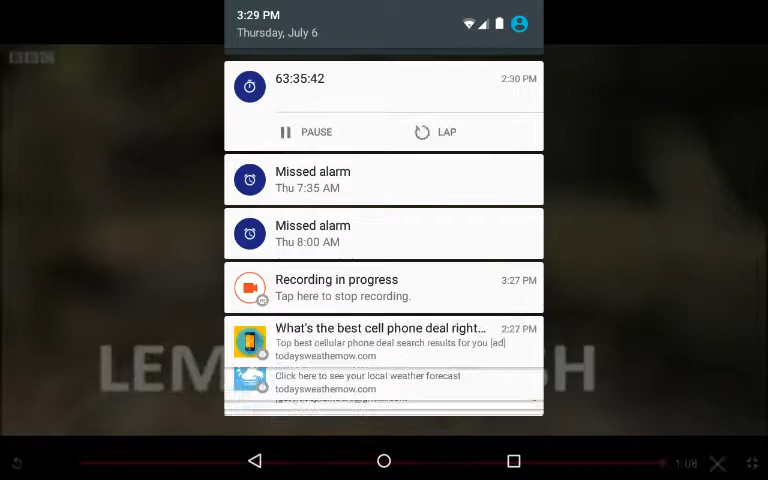 3:29 PM
Thursday, July 6
BBC
63:35:42
2:30 PM
PAUSE
LAP
Missed alarm
Thu 7:35 AM
Missed alarm
Thu 8:00 AM
Recording in progress
3:27 PM
Tap here to stop recording.
What's the best cell phone deal right...
2:27 PM
Top best cellular phone deal search results for you [ad]
todaysweathernow.com
Click here to see your local weather forecast
todaysweathernow.com
1:08